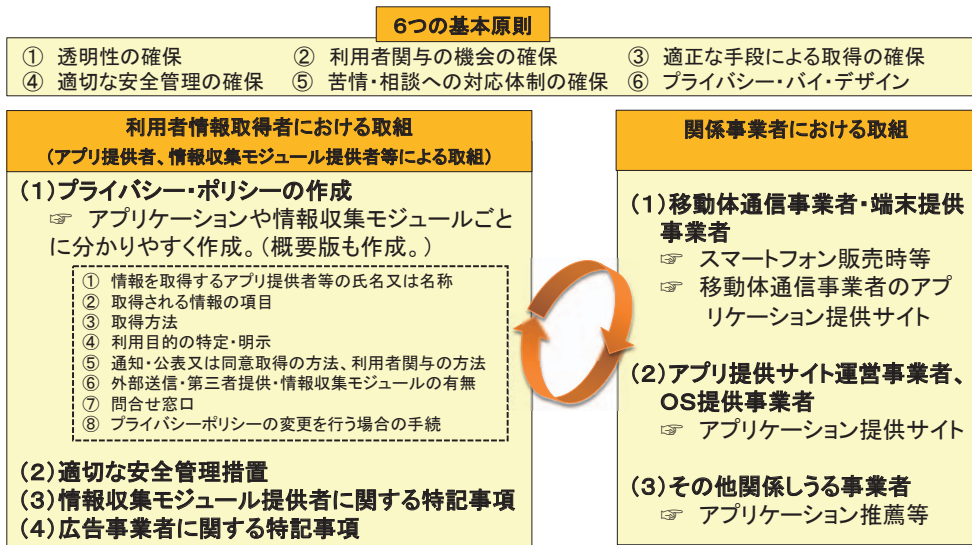 6つの基本原則
① 透明性の確保 ② 利用者関与の機会の確保 ③ 適正な手段による取得の確保
④ 適切な安全管理の確保 ⑤ 苦情・相談への対応体制の確保 ⑥ プライバシー・バイ・デザイン
利用者情報取得者における取組
(アプリ提供者、情報収集モジュール提供者等による取組)
(1)プライバシー・ポリシーの作成
☞ アプリケーションや情報収集モジュールごと
に分かりやすく作成。(概要版も作成。)
① 情報を取得するアプリ提供者等の氏名又は名称
② 取得される情報の項目
③ 取得方法
④ 利用目的の特定・明示
⑤ 通知・公表又は同意取得の方法、利用者関与の方法
⑥ 外部送信・第三者提供・情報収集モジュールの有無
⑦ 問合せ窓口
⑧ プライバシーポリシーの変更を行う場合の手続
(2)適切な安全管理措置
(3)情報収集モジュール提供者に関する特記事項
(4)広告事業者に関する特記事項
関係事業者における取組
(1)移動体通信事業者・端末提供
事業者
☞ スマートフォン販売時等
☞ 移動体通信事業者のアプ
リケーション提供サイト
(2)アプリ提供サイト運営事業者、
OS提供事業者
☞ アプリケーション提供サイト
(3)その他関係しうる事業者
☞ アプリケーション推薦等